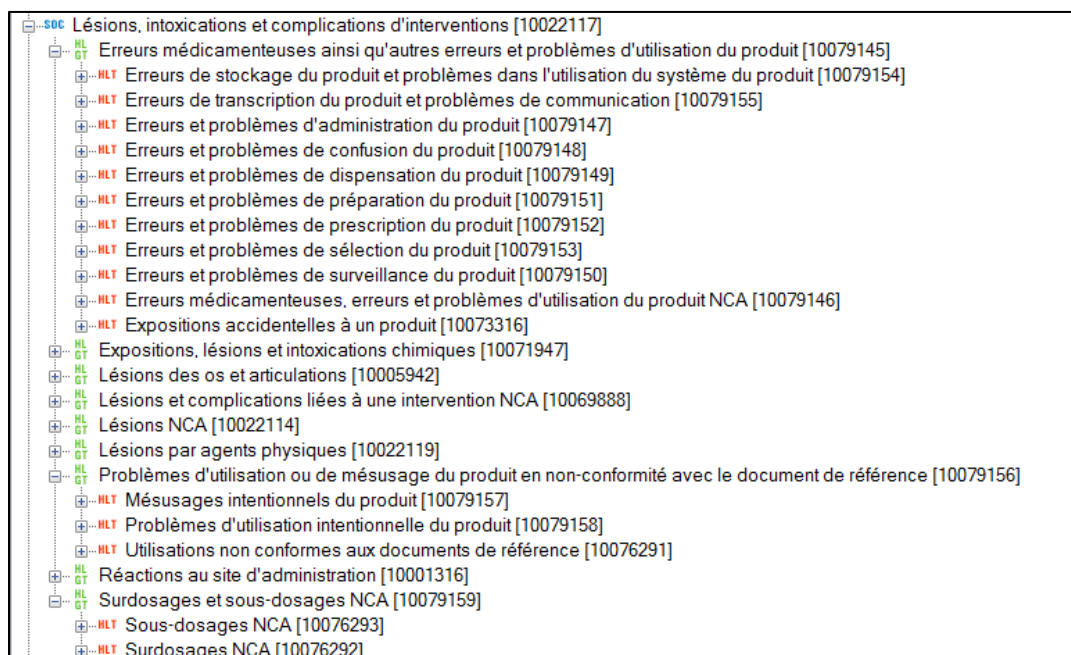 SOC Lésions, intoxications et complications d'interventions [10022117]
HLGT Erreurs médicamenteuses ainsi qu'autres erreurs et problèmes d'utilisation du produit [10079145]
HLT Erreurs de stockage du produit et problèmes dans l'utilisation du système du produit [10079154]
HLT Erreurs de transcription du produit et problèmes de communication [10079155]
HLT Erreurs et problèmes d'administration du produit [10079147]
HLT Erreurs et problèmes de confusion du produit [10079148]
HLT Erreurs et problèmes de dispensation du produit [10079149]
HLT Erreurs et problèmes de préparation du produit [10079151]
HLT Erreurs et problèmes de prescription du produit [10079152]
HLT Erreurs et problèmes de sélection du produit [10079153]
HLT Erreurs et problèmes de surveillance du produit [10079150]
HLT Erreurs médicamenteuses, erreurs et problèmes d'utilisation du produit NCA [10079146]
HLT Expositions accidentelles à un produit [10073316]
HLGT Expositions, lésions et intoxications chimiques [10071947]
HLGT Lésions des os et articulations [10005942]
HLGT Lésions et complications liées à une intervention NCA [10069888]
HLGT Lésions NCA [10022114]
HLGT Lésions par agents physiques [10022119]
HLGT Problèmes d'utilisation ou de mésusage du produit en non-conformité avec le document de référence [10079156]
HLT Mésusages intentionnels du produit [10079157]
HLT Problèmes d'utilisation intentionnelle du produit [10079158]
HLT Utilisations non conformes aux documents de référence [10076291]
HLGT Réactions au site d'administration [10001316]
HLGT Surdosages et sous-dosages NCA [10079159]
HLT Sous-dosages NCA [10076293]
HLT Surdosages NCA [10076292]